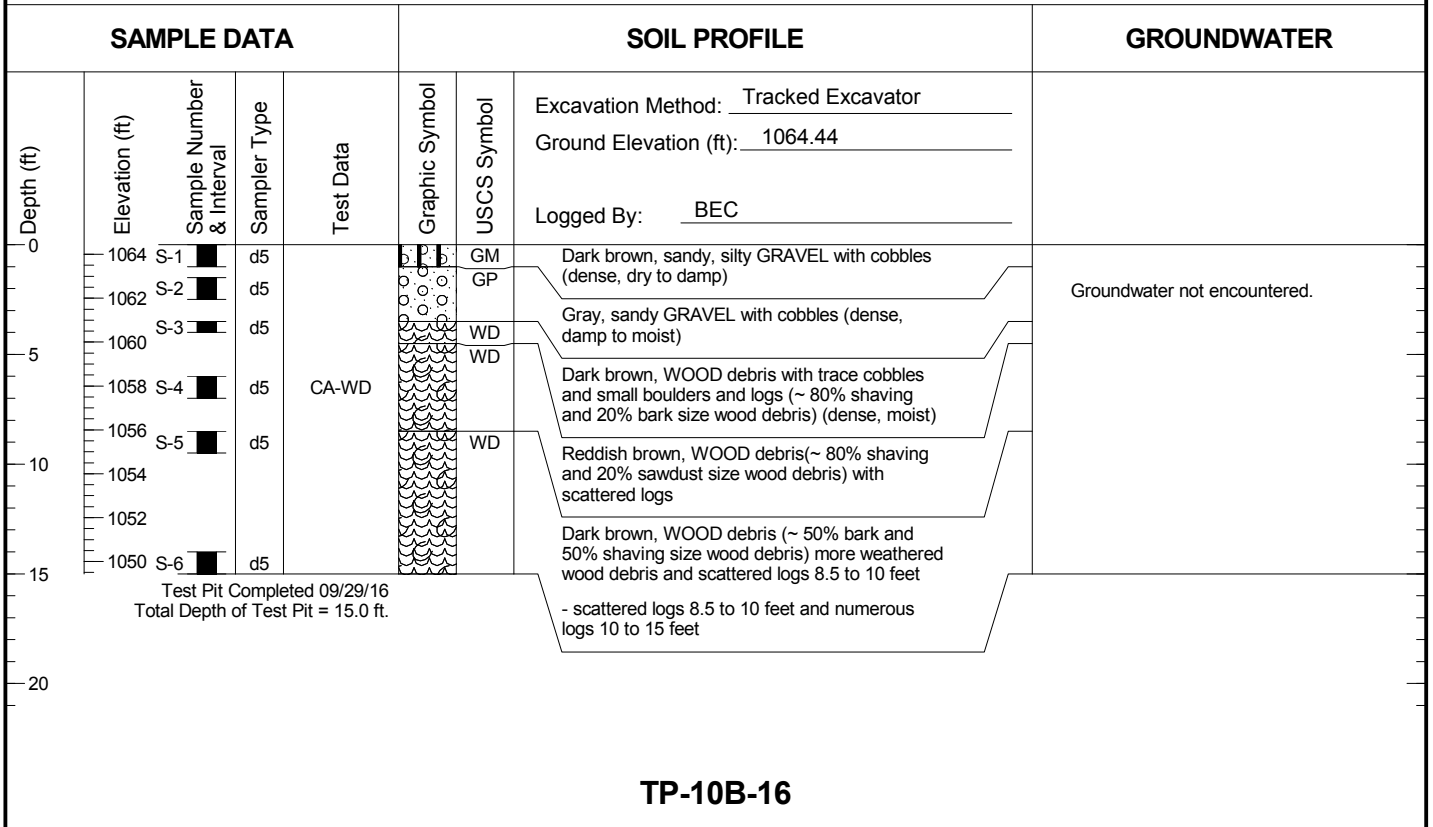 SAMPLE DATA
SOIL PROFILE
GROUNDWATER
Depth (ft)
Elevation (ft)
Sample Number
& Interval
Sampler Type
Test Data
Graphic Symbol
USCS Symbol
Excavation Method: Tracked Excavator
Ground Elevation (ft): 1064.44
Logged By: BEC
0
5
10
15
20
1064
1062
1060
1058
1056
1054
1052
1050
S-1
S-2
S-3
S-4
S-5
S-6
d5
d5
d5
d5
d5
d5
CA-WD
GM
GP
WD
WD
WD
Dark brown, sandy, silty GRAVEL with cobbles
(dense, dry to damp)
Gray, sandy GRAVEL with cobbles (dense,
damp to moist)
Dark brown, WOOD debris with trace cobbles
and small boulders and logs (~ 80% shaving
and 20% bark size wood debris) (dense, moist)
Reddish brown, WOOD debris(~ 80% shaving
and 20% sawdust size wood debris) with
scattered logs
Dark brown, WOOD debris (~ 50% bark and
50% shaving size wood debris) more weathered
wood debris and scattered logs 8.5 to 10 feet
- scattered logs 8.5 to 10 feet and numerous
logs 10 to 15 feet
Groundwater not encountered.
Test Pit Completed 09/29/16
Total Depth of Test Pit = 15.0 ft.
TP-10B-16